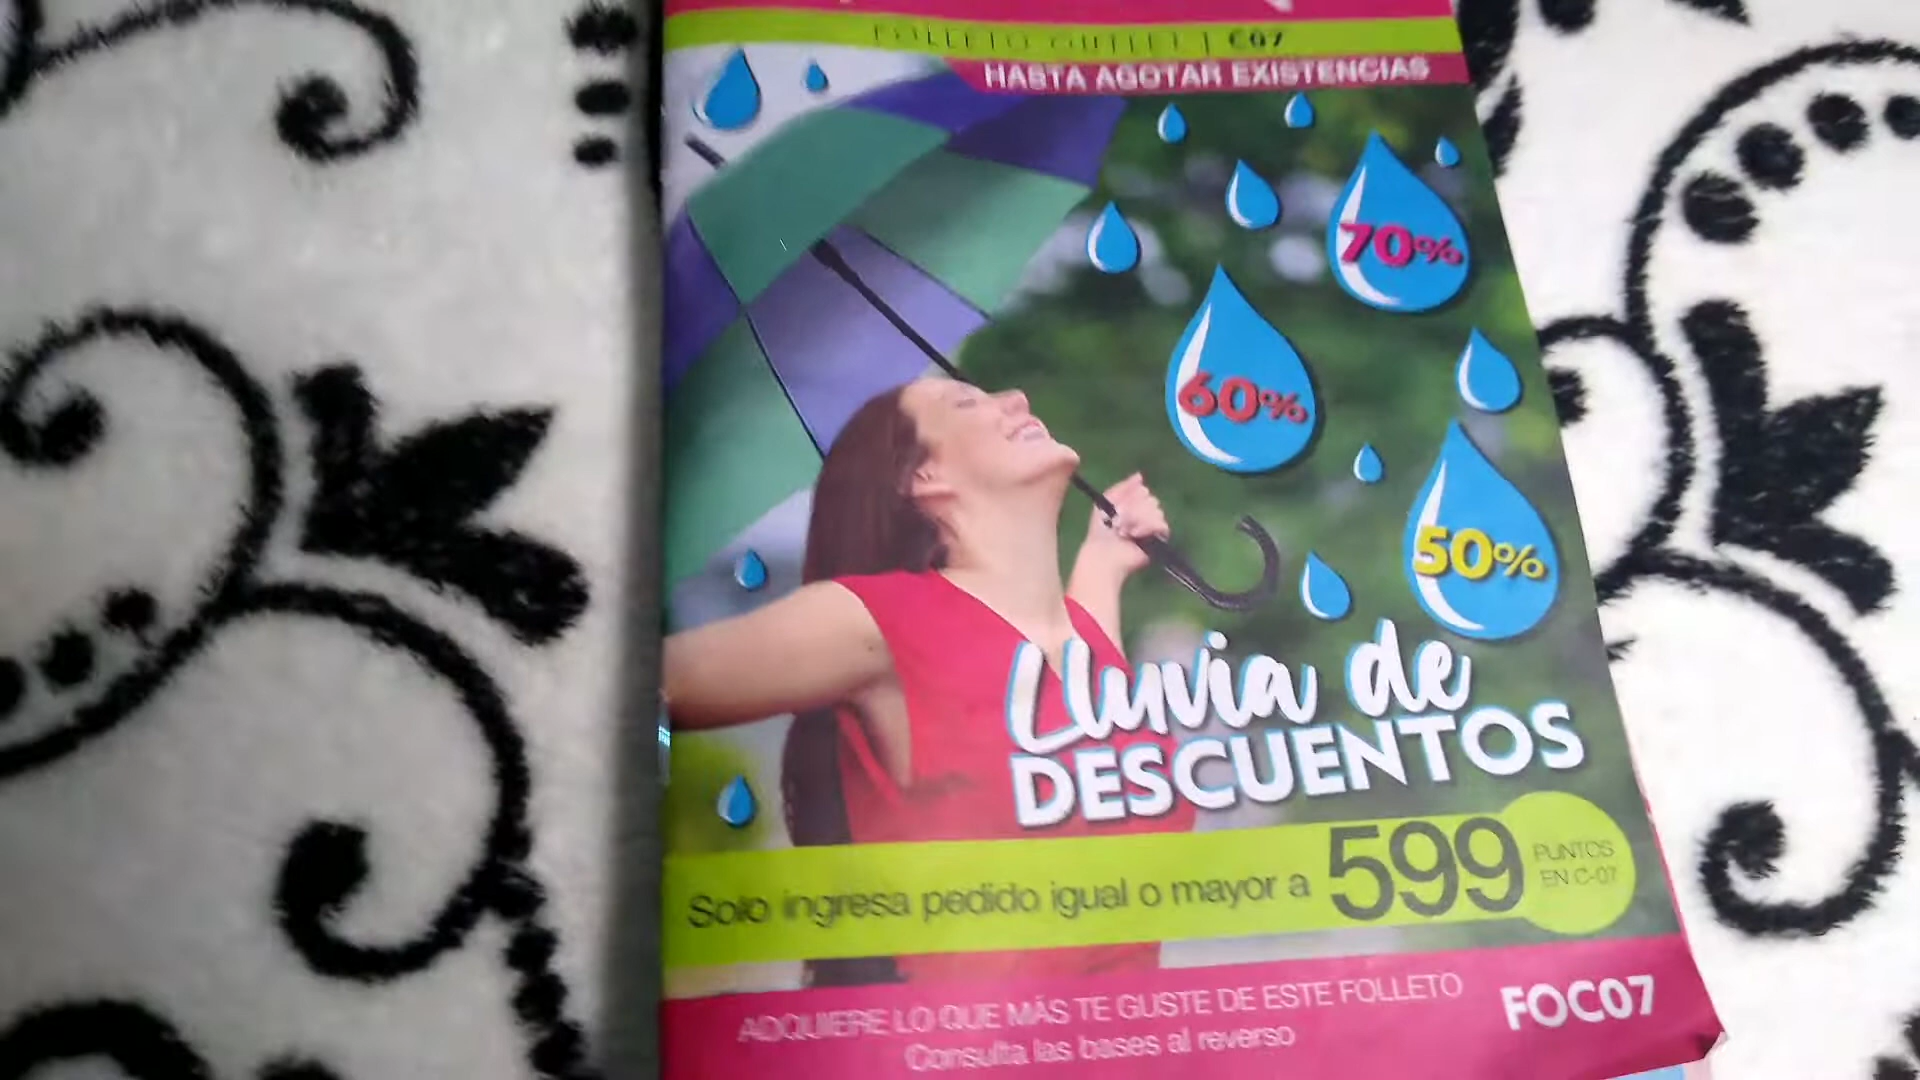 FOLLETO OUTLET | C07
HASTA AGOTAR EXISTENCIAS
70%
60%
50%
Lluvia de
DESCUENTOS
Solo ingresa pedido igual o mayor a 599 PUNTOS
EN C-07
ADQUIERE LO QUE MÁS TE GUSTE DE ESTE FOLLETO
Consulta las bases al reverso
FOC07